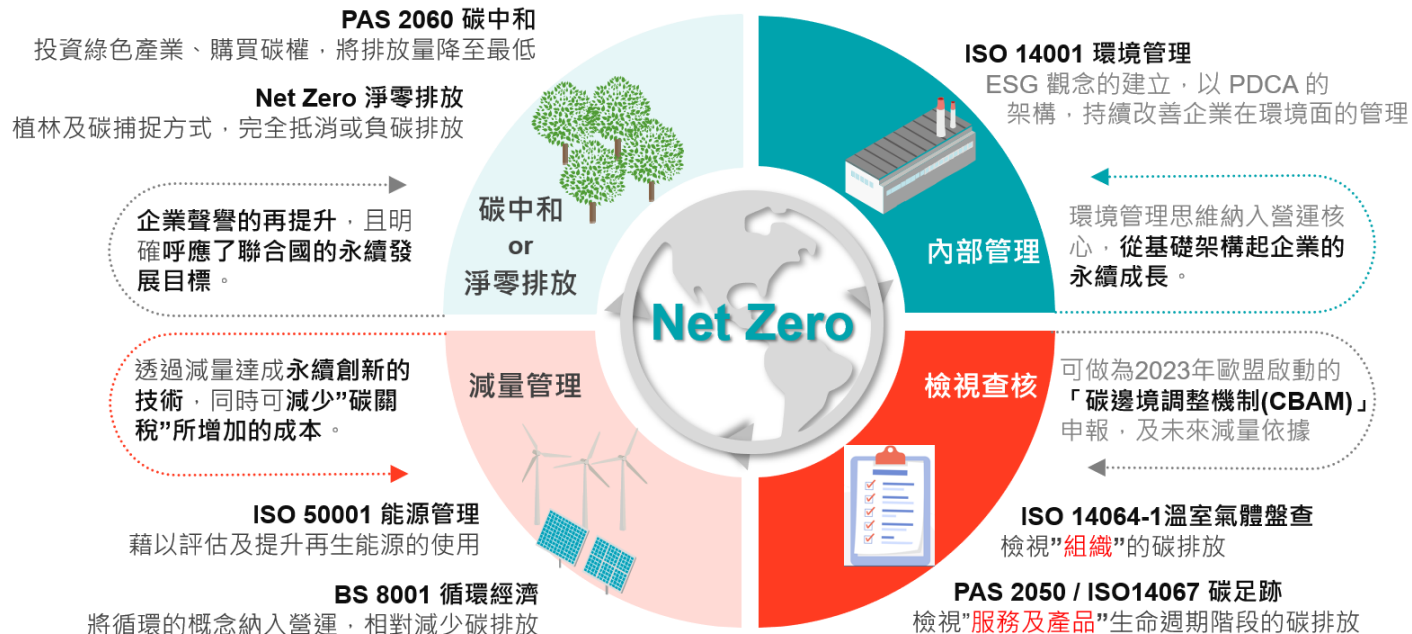 PAS 2060 碳中和
投資綠色產業、購買碳權，將排放量降至最低
Net Zero 淨零排放
植林及碳捕捉方式，完全抵消或負碳排放
企業聲譽的再提升，且明
確呼應了聯合國的永續發
展目標。
碳中和
or
淨零排放
ISO 14001 環境管理
ESG 觀念的建立，以 PDCA 的
架構，持續改善企業在環境面的管理
內部管理
環境管理思維納入營運核
心，從基礎架構起企業的
永續成長。
Net Zero
透過減量達成永續創新的
技術，同時可減少”碳關
稅”所增加的成本。
減量管理
ISO 50001 能源管理
藉以評估及提升再生能源的使用
BS 8001 循環經濟
將循環的概念納入營運，相對減少碳排放
檢視查核
可做為2023年歐盟啟動的
「碳邊境調整機制(CBAM)」
申報，及未來減量依據
ISO 14064-1溫室氣體盤查
檢視”組織”的碳排放
PAS 2050 / ISO14067 碳足跡
檢視”服務及產品”生命週期階段的碳排放